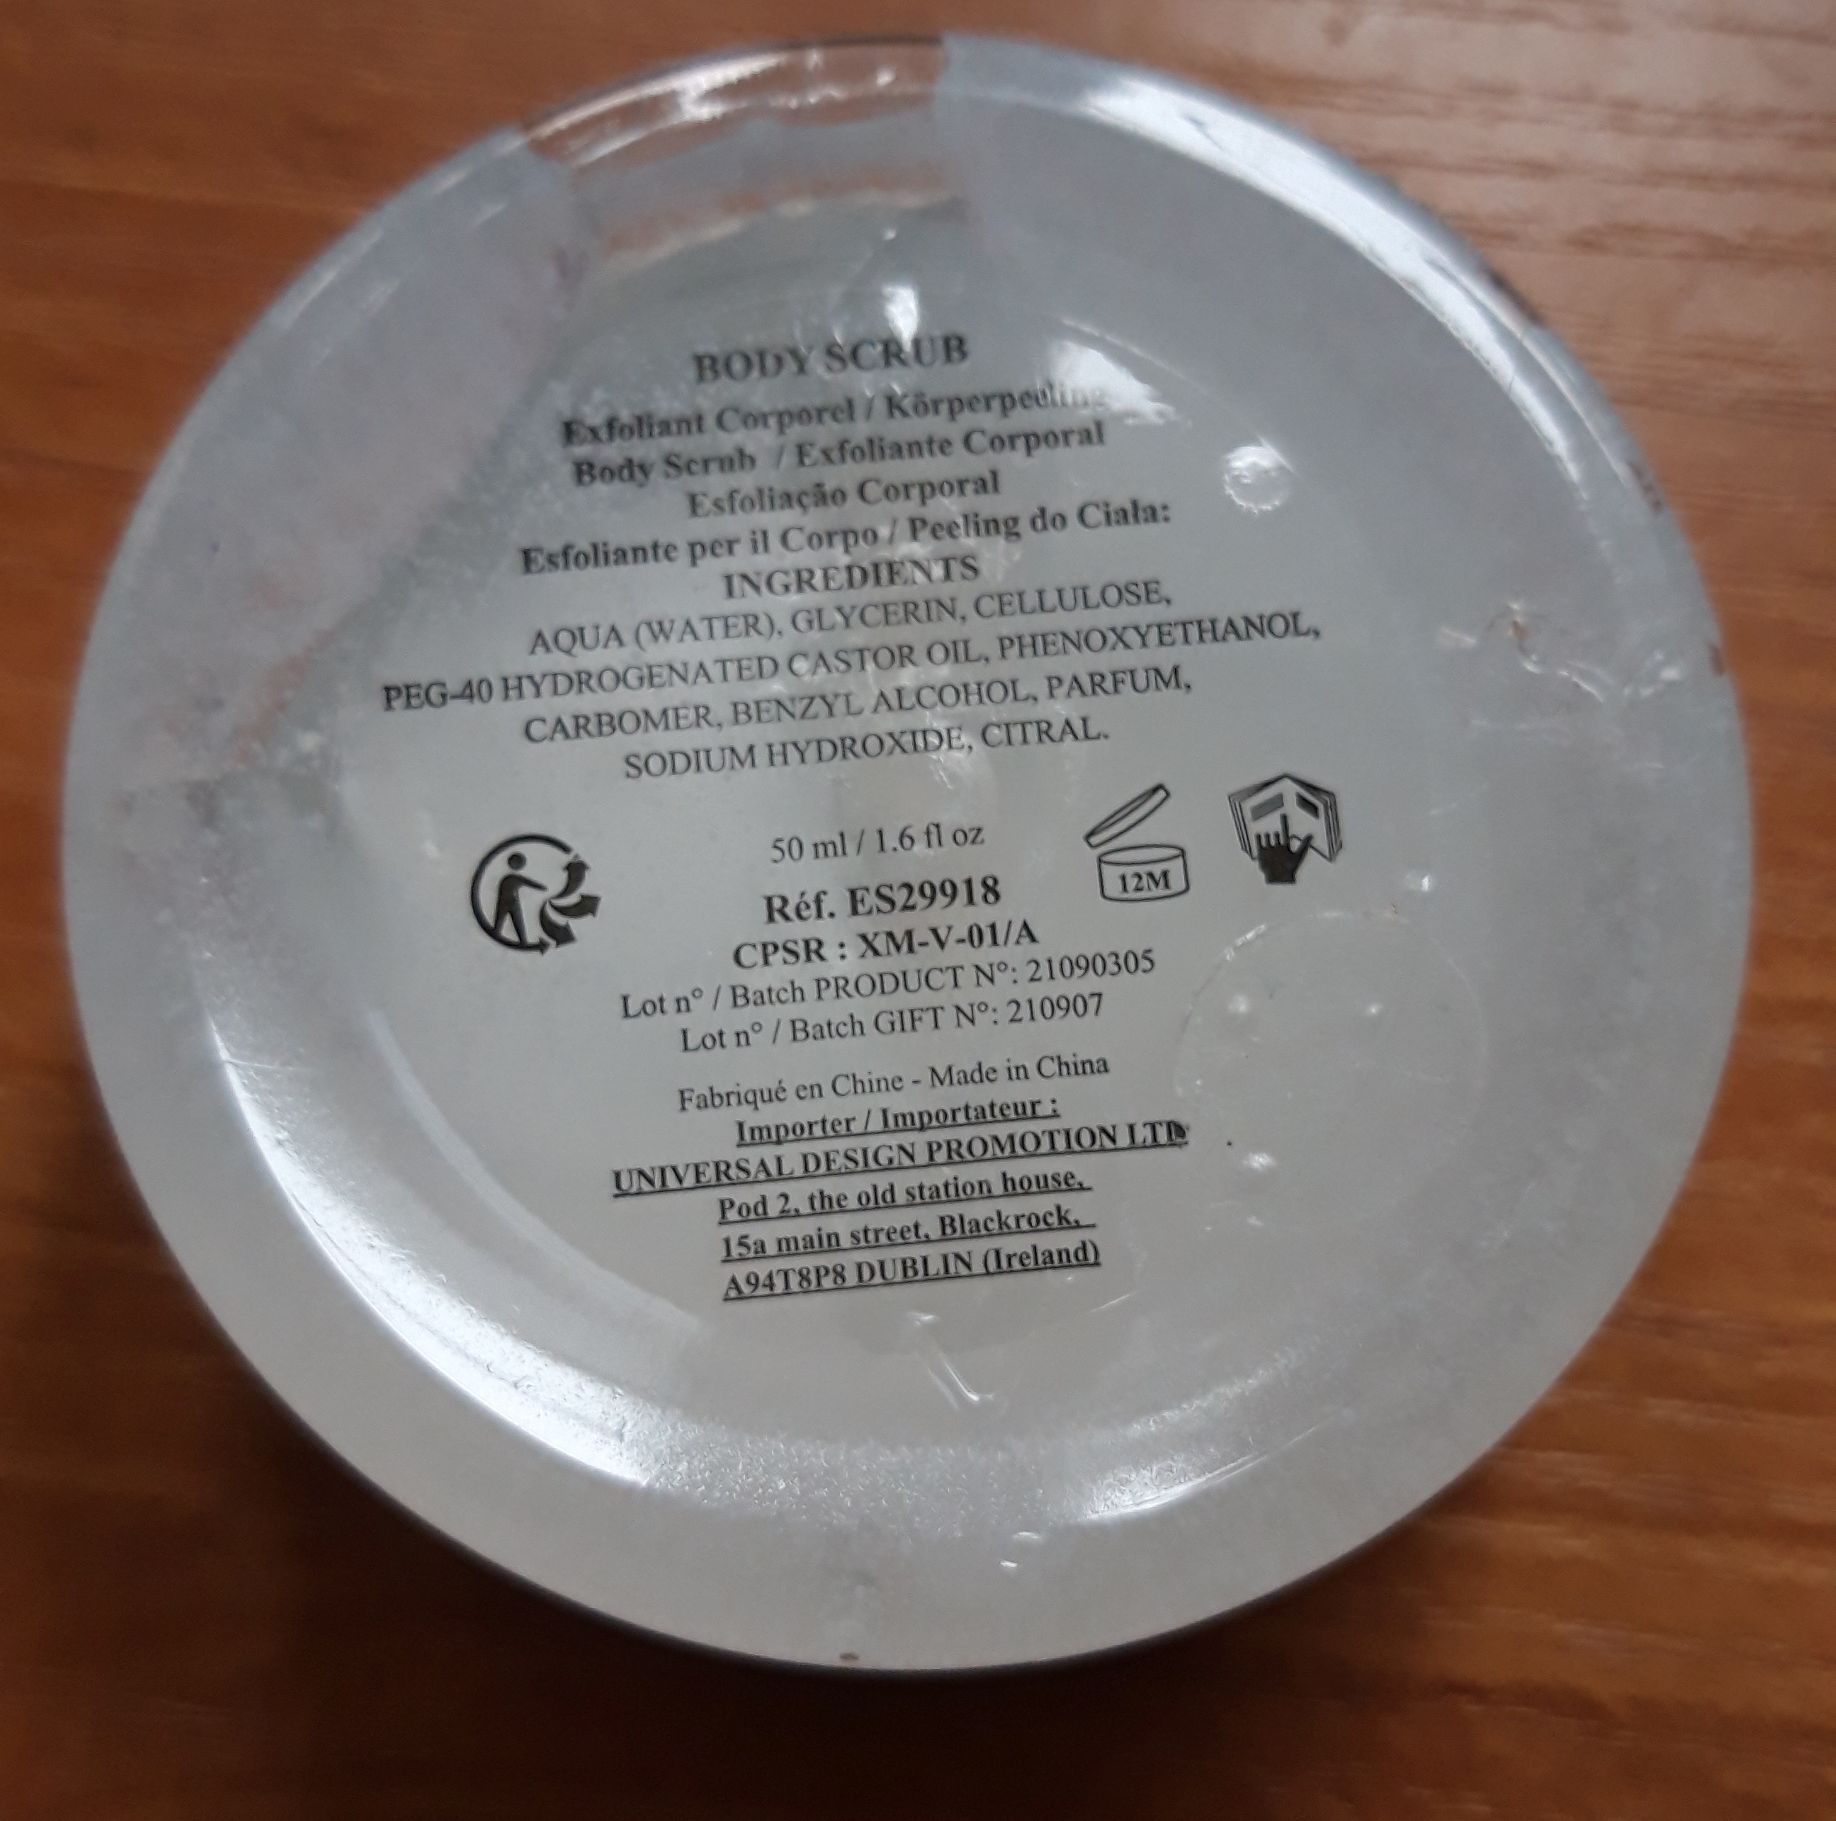 BODY SCRUB
Exfoliant Corporel / Körperpeeling
Body Scrub / Exfoliante Corporal
Esfoliação Corporal
Esfoliante per il Corpo / Peeling do Ciała:
INGREDIENTS
AQUA (WATER), GLYCERIN, CELLULOSE,
PEG-40 HYDROGENATED CASTOR OIL, PHENOXYETHANOL,
CARBOMER, BENZYL ALCOHOL, PARFUM,
SODIUM HYDROXIDE, CITRAL.
50 ml / 1.6 fl oz
12M
Réf. ES29918
CPSR : XM-V-01/A
Lot n° / Batch PRODUCT N°: 21090305
Lot n° / Batch GIFT N°: 210907
Fabriqué en Chine - Made in China
Importer / Importateur :
UNIVERSAL DESIGN PROMOTION LTD
Pod 2, the old station house,
15a main street, Blackrock,
A94T8P8 DUBLIN (Ireland)